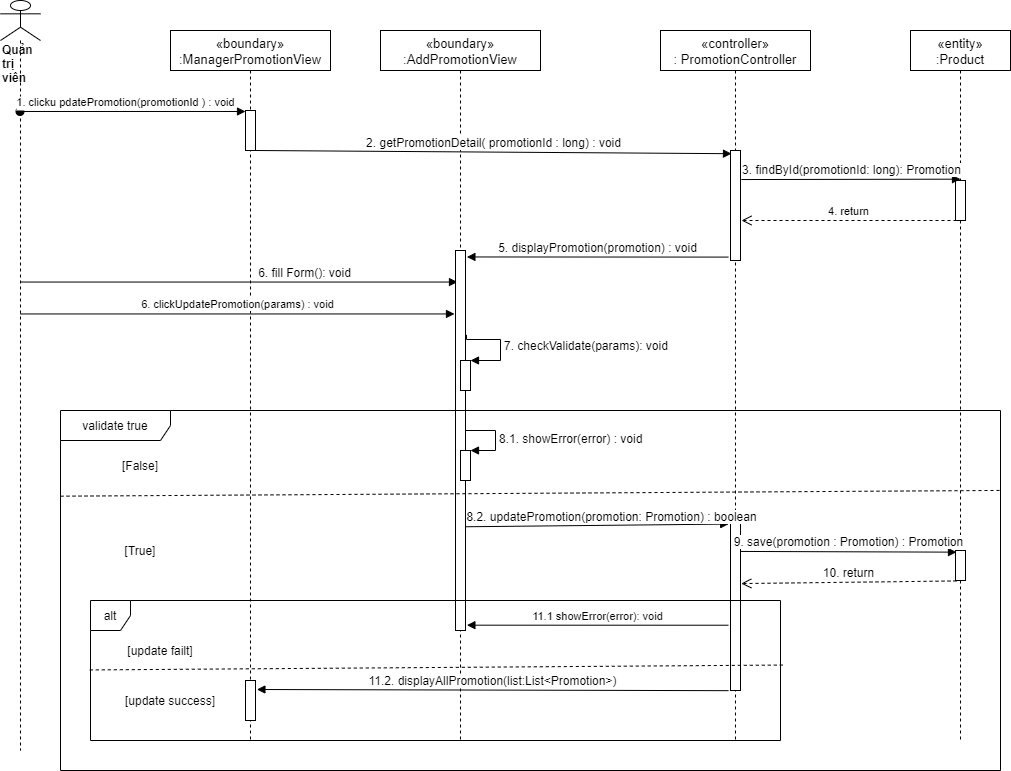 Quản
trị
viên
«boundary»
:ManagerPromotionView
«boundary»
:AddPromotionView
«controller»
: PromotionController
«entity»
:Product
1. clicku pdatePromotion(promotionId ) : void
2. getPromotionDetail( promotionId : long) : void
3. findById(promotionId: long): Promotion
4. return
5. displayPromotion(promotion) : void
6. fill Form(): void
6. clickUpdatePromotion(params) : void
7. checkValidate(params): void
validate true
8.1. showError(error) : void
[False]
8.2. updatePromotion(promotion: Promotion) : boolean
9. save(promotion : Promotion) : Promotion
[True]
10. return
alt
11.1 showError(error): void
[update failt]
11.2. displayAllPromotion(list:List<Promotion>)
[update success]